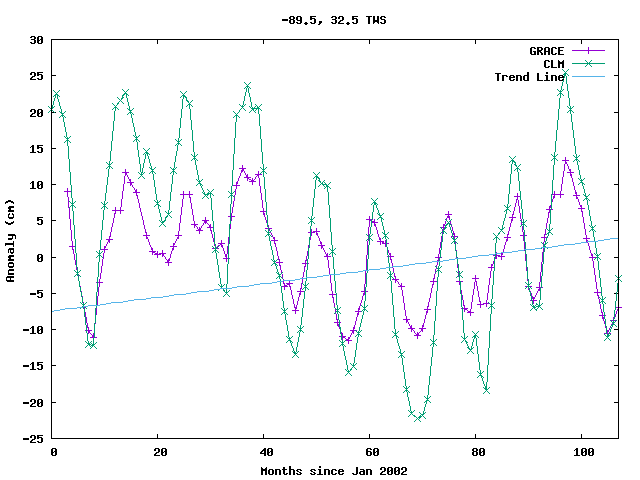 -89.5, 32.5 TWS
GRACE
CLM
Trend Line
30
25
20
15
10
5
0
-5
-10
-15
-20
-25
Anomaly (cm)
0 20 40 60 80 100
Months since Jan 2002